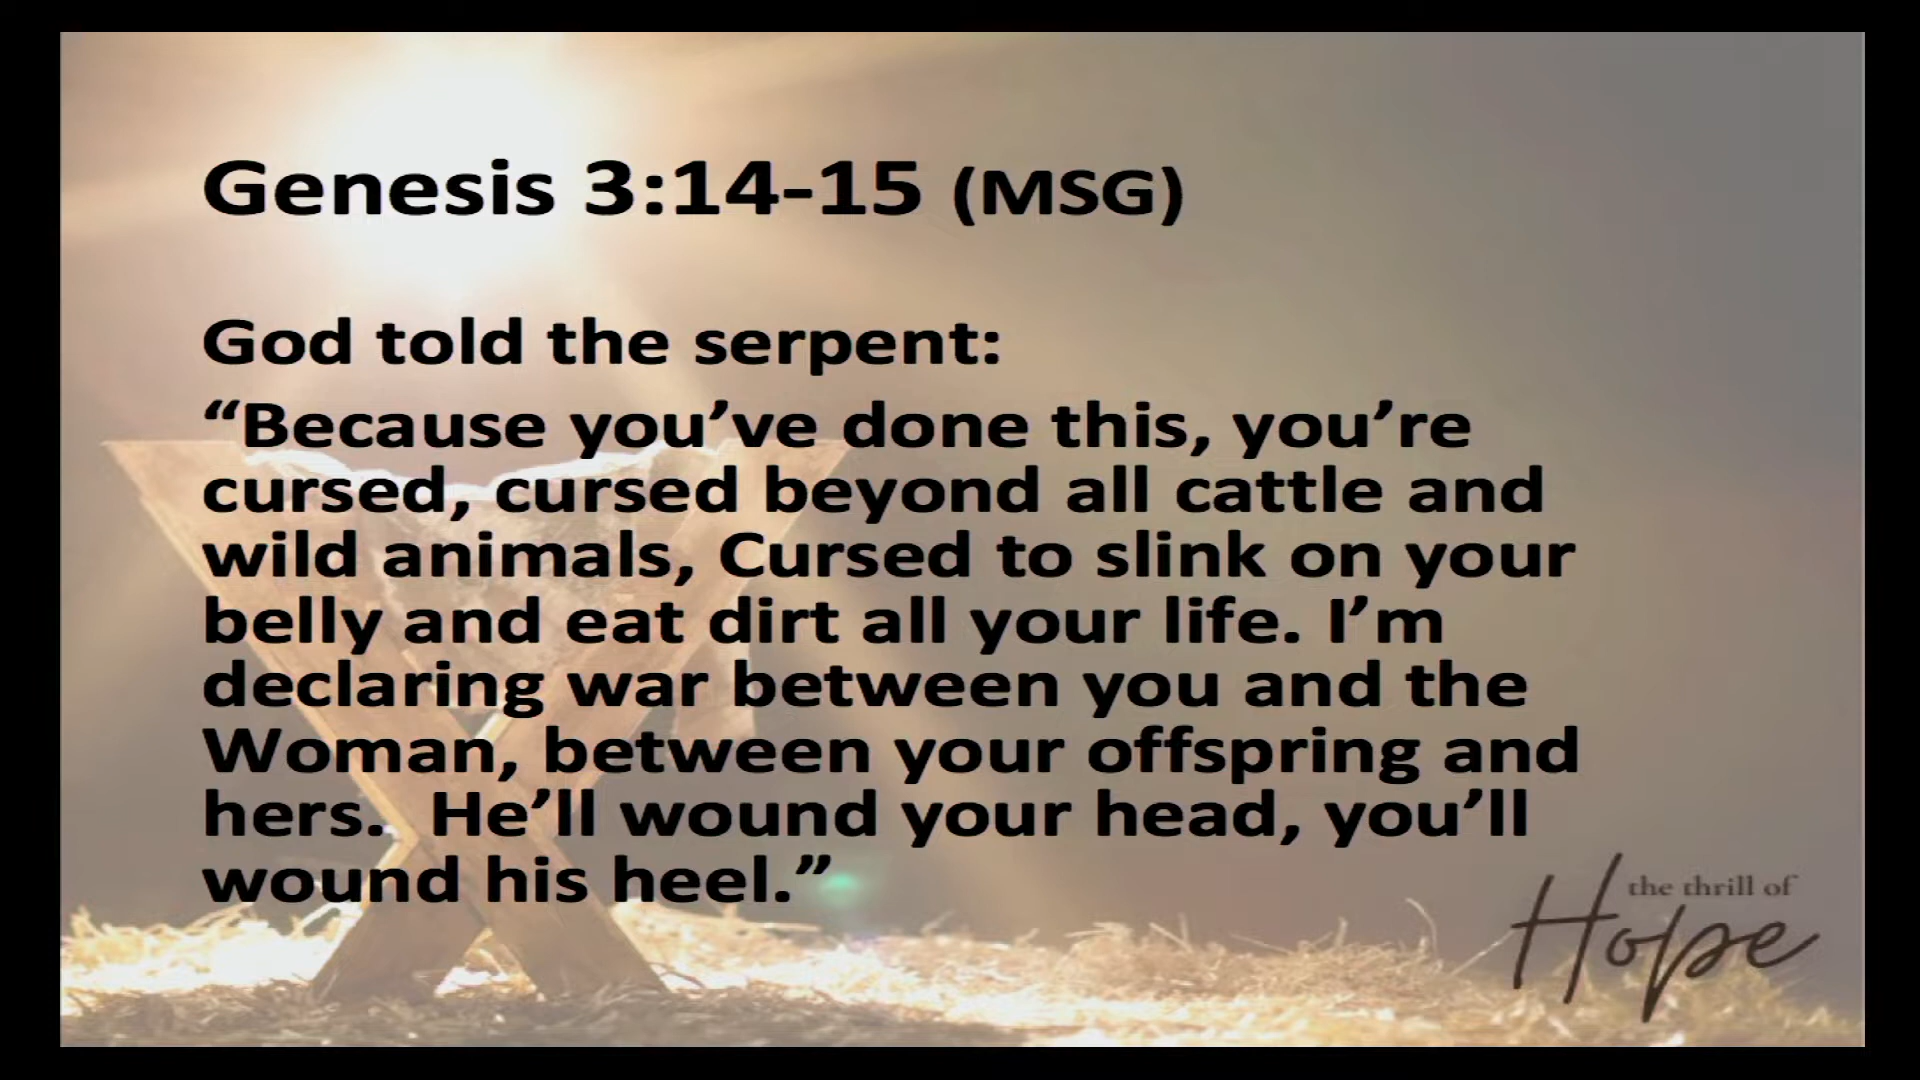 Genesis 3:14-15 (MSG)
God told the serpent:
“Because you’ve done this, you’re
cursed, cursed beyond all cattle and
wild animals, Cursed to slink on your
belly and eat dirt all your life. I’m
declaring war between you and the
Woman, between your offspring and
hers.  He’ll wound your head, you’ll
wound his heel.”
the thrill of
Hope